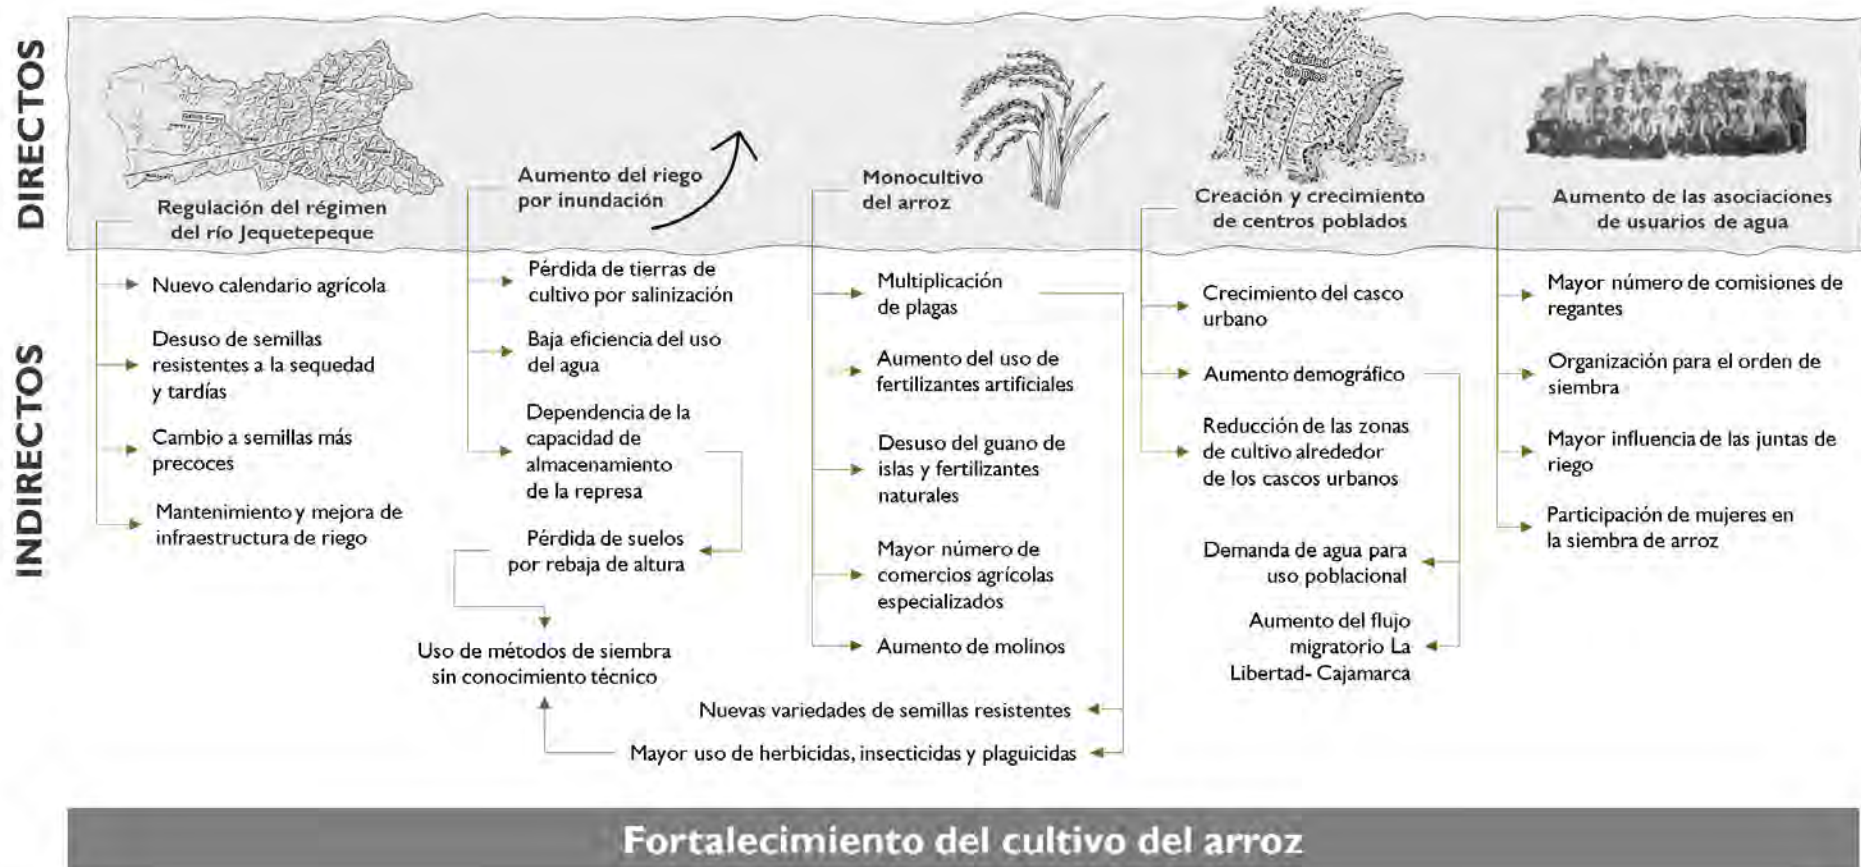 DIRECTOS
INDIRECTOS
Regulación del régimen
del río Jequetepeque
Nuevo calendario agrícola
Desuso de semillas
resistentes a la sequedad
y tardías
Cambio a semillas más
precoces
Mantenimiento y mejora de
infraestructura de riego
Aumento del riego
por inundación
Pérdida de tierras de
cultivo por salinización
Baja eficiencia del uso
del agua
Dependencia de la
capacidad de
almacenamiento
de la represa
Pérdida de suelos
por rebaja de altura
Uso de métodos de siembra
sin conocimiento técnico
Monocultivo
del arroz
Multiplicación
de plagas
Aumento del uso de
fertilizantes artificiales
Desuso del guano de
islas y fertilizantes
naturales
Mayor número de
comercios agrícolas
especializados
Aumento de molinos
Nuevas variedades de semillas resistentes
Mayor uso de herbicidas, insecticidas y plaguicidas
Ciudad
de Dios
Creación y crecimiento
de centros poblados
Crecimiento del casco
urbano
Aumento demográfico
Reducción de las zonas
de cultivo alrededor
de los cascos urbanos
Demanda de agua para
uso poblacional
Aumento del flujo
migratorio La
Libertad- Cajamarca
Aumento de las asociaciones
de usuarios de agua
Mayor número de comisiones de
regantes
Organización para el orden de
siembra
Mayor influencia de las juntas de
riego
Participación de mujeres en
la siembra de arroz
Fortalecimiento del cultivo del arroz